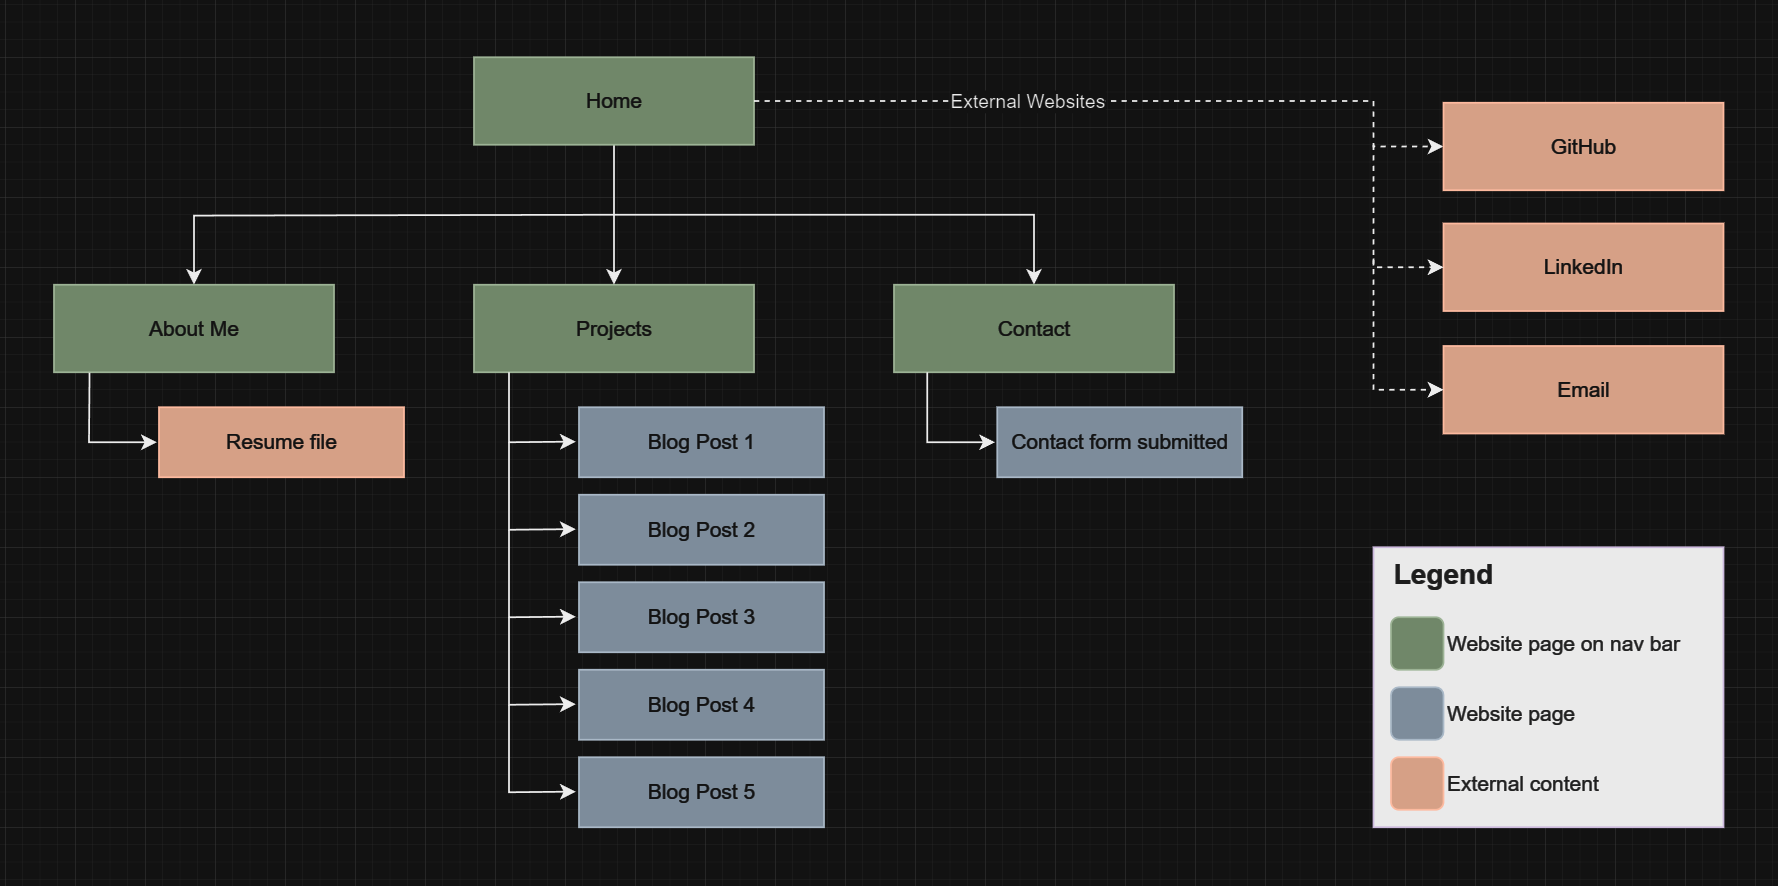 Home
External Websites
GitHub
LinkedIn
Email
About Me
Projects
Contact
Resume file
Blog Post 1
Blog Post 2
Blog Post 3
Blog Post 4
Blog Post 5
Contact form submitted
Legend
Website page on nav bar
Website page
External content